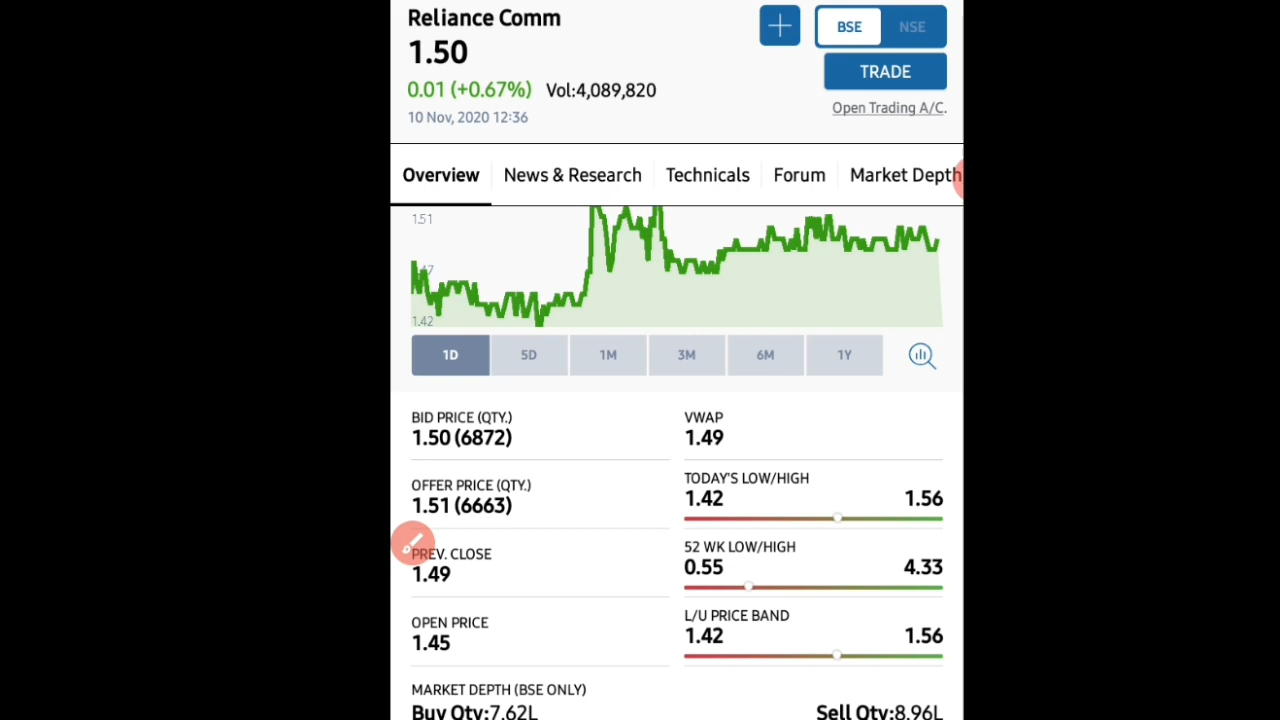 Reliance Comm
1.50
0.01 (+0.67%) Vol:4,089,820
10 Nov, 2020 12:36
BSE NSE
TRADE
Open Trading A/C.
Overview News & Research Technicals Forum Market Depth
1.51
1.42
1D 5D 1M 3M 6M 1Y
BID PRICE (QTY.)
1.50 (6872)
VWAP
1.49
OFFER PRICE (QTY.)
1.51 (6663)
TODAY'S LOW/HIGH
1.42 1.56
PREV. CLOSE
1.49
52 WK LOW/HIGH
0.55 4.33
OPEN PRICE
1.45
L/U PRICE BAND
1.42 1.56
MARKET DEPTH (BSE ONLY)
Buy Qty:7.62L Sell Qty:8.96L